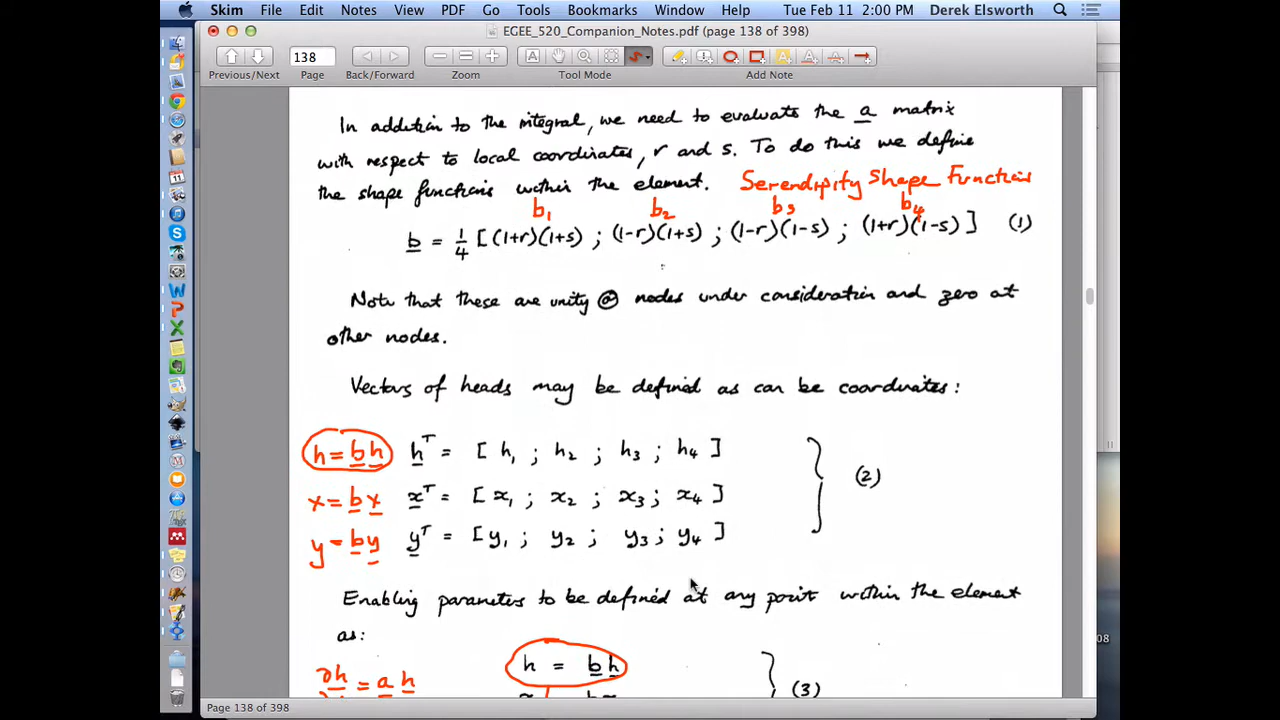 Skim File Edit Notes View PDF Go Tools Bookmarks Window Help Tue Feb 11 2:00 PM Derek Elsworth
EGEE_520_Companion_Notes.pdf (page 138 of 398)
138
Previous/Next Page Back/Forward Zoom Tool Mode Add Note
In addition to the integral, we need to evaluate the a matrix
with respect to local coordinates, r and s. To do this we define
the shape functions within the element. Serendipity Shape Functions
b1 b2 b3 b4
b = 1/4 [(1+r)(1+s) ; (1-r)(1+s) ; (1-r)(1-s) ; (1+r)(1-s)] (1)
Note that these are unity @ nodes under consideration and zero at
other nodes.
Vectors of heads may be defined as can be coordinates:
h = b h h^T = [ h1 ; h2 ; h3 ; h4 ]
x = b x x^T = [ x1 ; x2 ; x3 ; x4 ] (2)
y = b y y^T = [ y1 ; y2 ; y3 ; y4 ]
Enabling parameters to be defined at any point within the element
as:
∂h = a h h = b h
(3)
Page 138 of 398